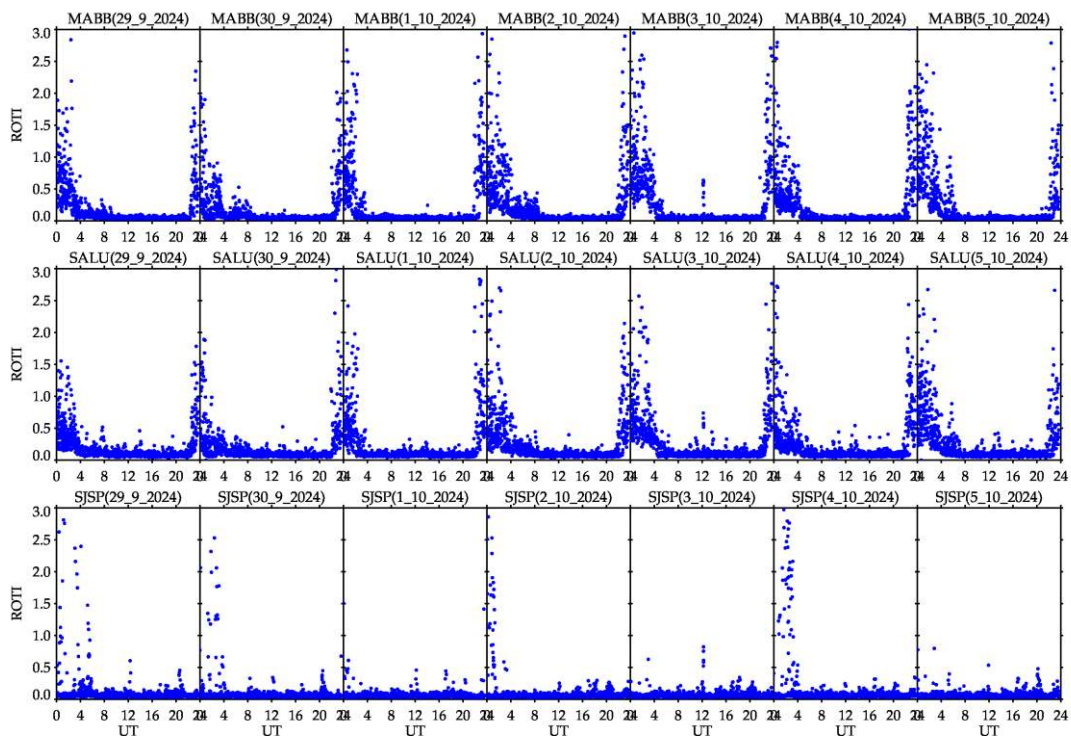 MABB(29_9_2024) MABB(30_9_2024) MABB(1_10_2024) MABB(2_10_2024) MABB(3_10_2024) MABB(4_10_2024) MABB(5_10_2024)
3.0
2.5
2.0
ROTI
1.5
1.0
0.5
0.0
0 4 8 12 16 20 24 4 8 12 16 20 24 4 8 12 16 20 24 4 8 12 16 20 24 4 8 12 16 20 24 4 8 12 16 20 24 4 8 12 16 20 24
SALU(29_9_2024) SALU(30_9_2024) SALU(1_10_2024) SALU(2_10_2024) SALU(3_10_2024) SALU(4_10_2024) SALU(5_10_2024)
3.0
2.5
2.0
ROTI
1.5
1.0
0.5
0.0
0 4 8 12 16 20 24 4 8 12 16 20 24 4 8 12 16 20 24 4 8 12 16 20 24 4 8 12 16 20 24 4 8 12 16 20 24 4 8 12 16 20 24
SJSP(29_9_2024) SJSP(30_9_2024) SJSP(1_10_2024) SJSP(2_10_2024) SJSP(3_10_2024) SJSP(4_10_2024) SJSP(5_10_2024)
3.0
2.5
2.0
ROTI
1.5
1.0
0.5
0.0
0 4 8 12 16 20 24 4 8 12 16 20 24 4 8 12 16 20 24 4 8 12 16 20 24 4 8 12 16 20 24 4 8 12 16 20 24 4 8 12 16 20 24
UT UT UT UT UT UT UT